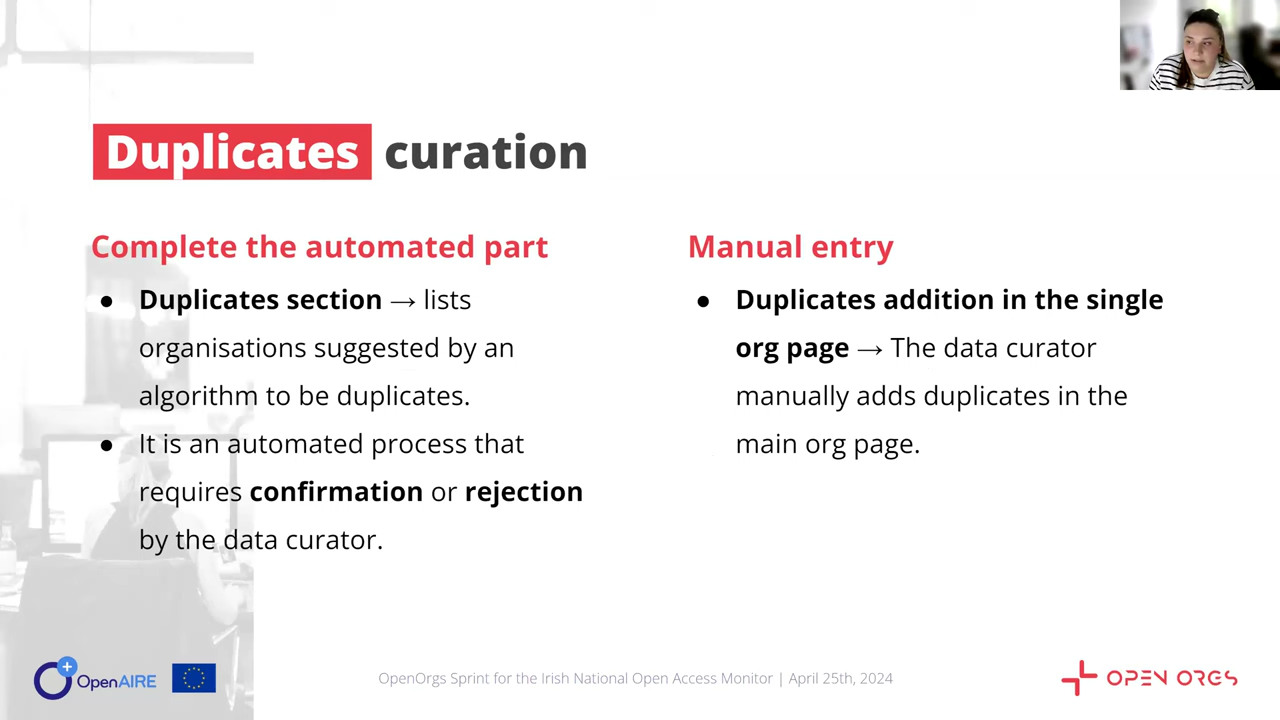 Duplicates curation
Complete the automated part
● Duplicates section → lists
organisations suggested by an
algorithm to be duplicates.
● It is an automated process that
requires confirmation or rejection
by the data curator.
Manual entry
● Duplicates addition in the single
org page → The data curator
manually adds duplicates in the
main org page.
OpenAIRE
OpenOrgs Sprint for the Irish National Open Access Monitor | April 25th, 2024
OPEN ORGS